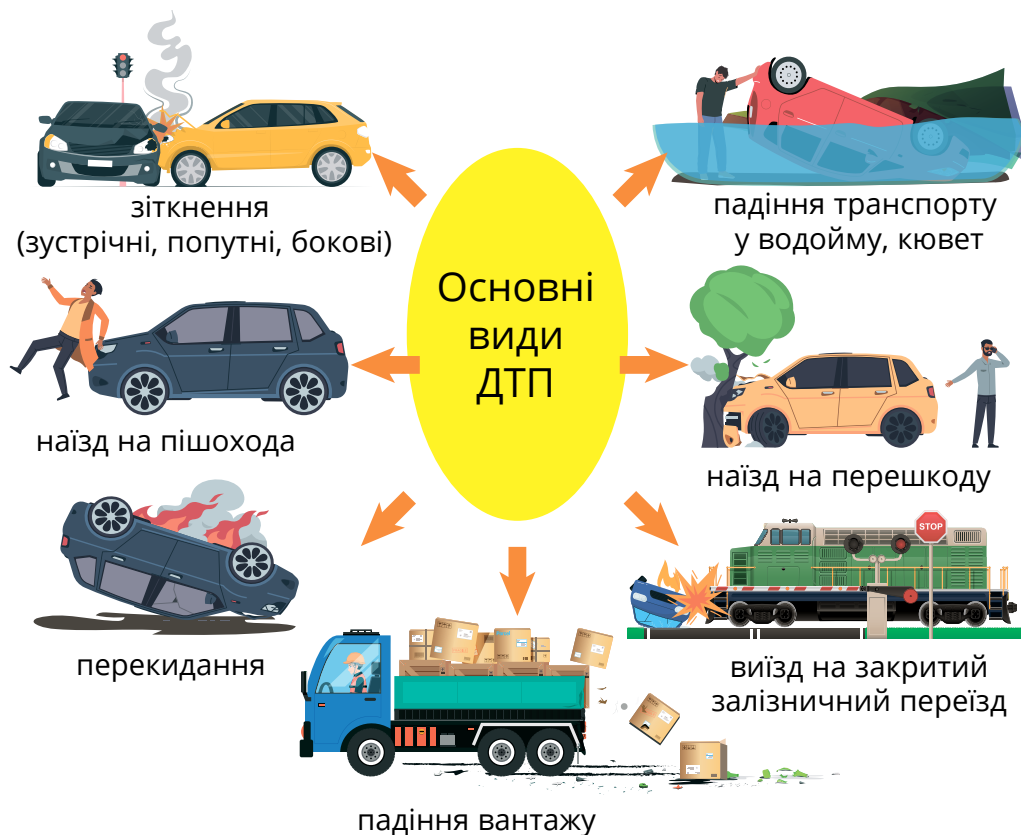 Основні
види
ДТП
зіткнення
(зустрічні, попутні, бокові)
падіння транспорту
у водойму, кювет
наїзд на пішохода
наїзд на перешкоду
STOP
перекидання
виїзд на закритий
залізничний переїзд
падіння вантажу